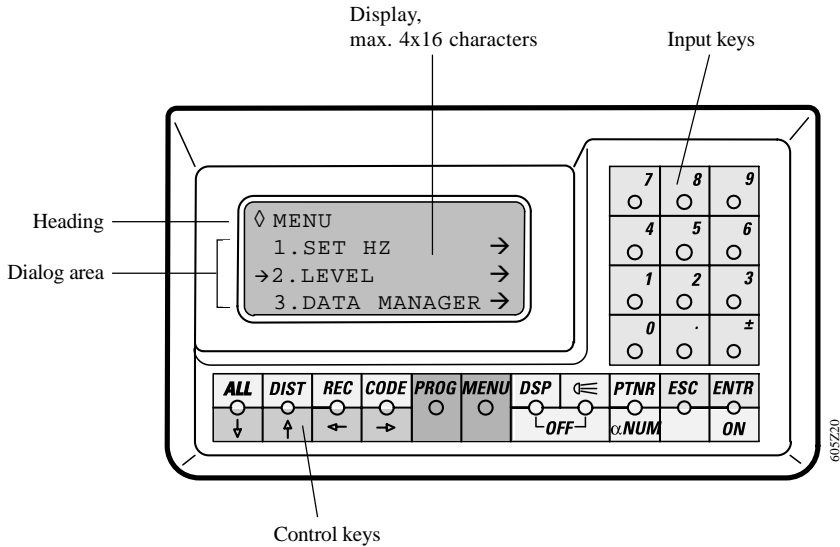 Display,
max. 4x16 characters
Input keys
Heading
Dialog area
◊ MENU
1.SET HZ →
→2.LEVEL →
3.DATA MANAGER →
7 8 9
4 5 6
1 2 3
0 . ±
ALL DIST REC CODE PROG MENU DSP PTNR ESC ENTR
↓ ↑ ← → OFF αNUM ON
Control keys
605Z20